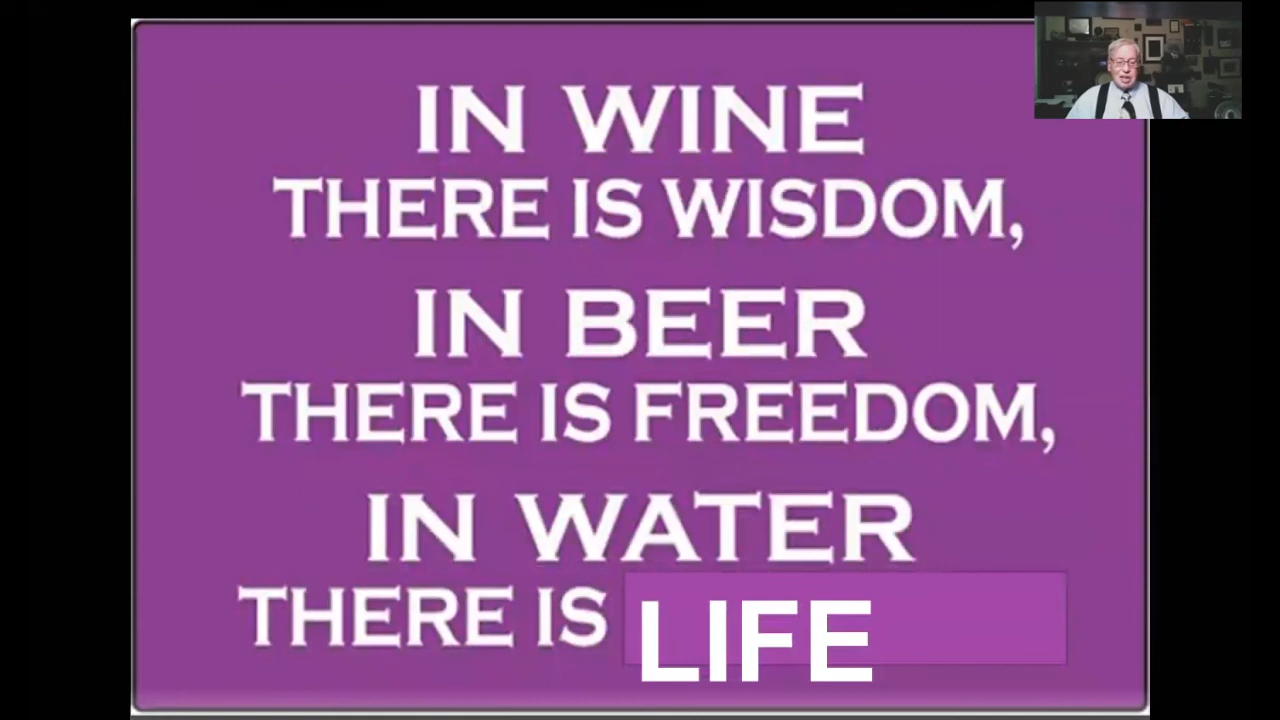 IN WINE
THERE IS WISDOM,
IN BEER
THERE IS FREEDOM,
IN WATER
THERE IS LIFE